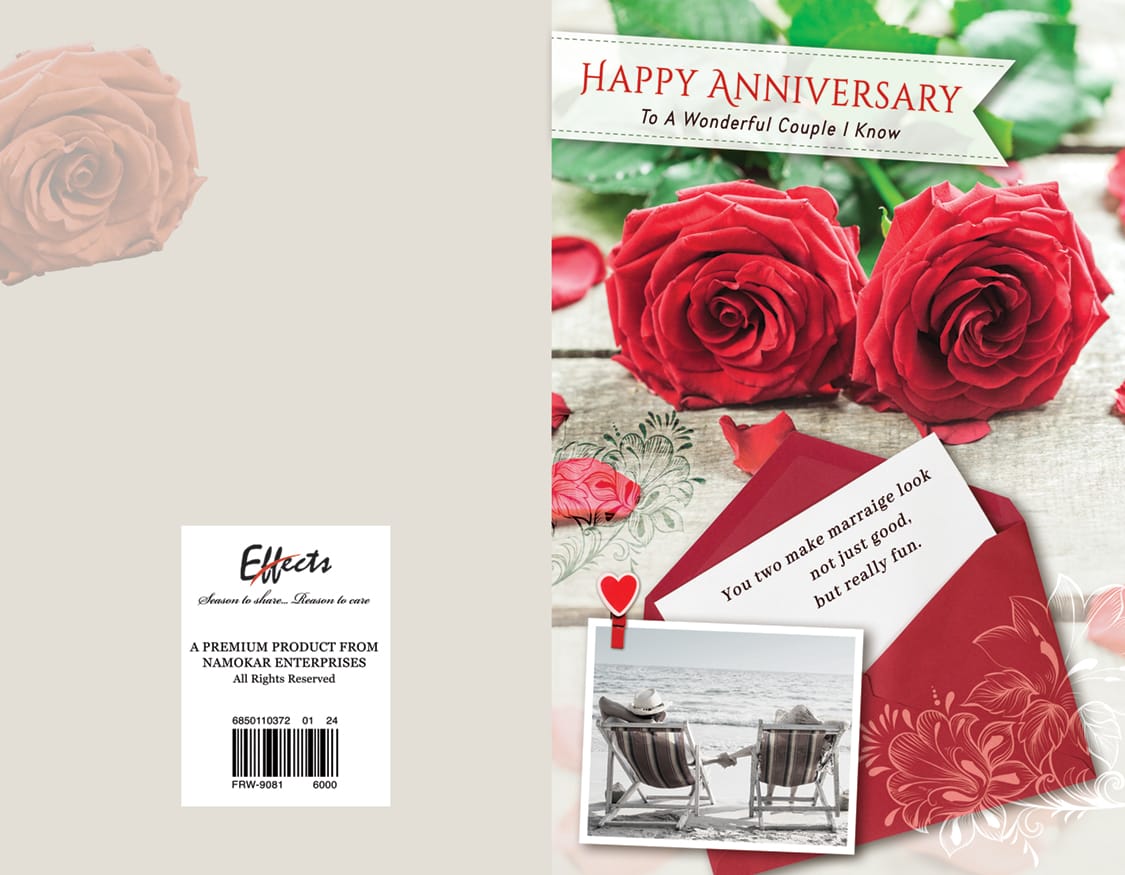 Effects
Season to share... Reason to care
A PREMIUM PRODUCT FROM
NAMOKAR ENTERPRISES
All Rights Reserved
6850110372 01 24
FRW-9081 6000
HAPPY ANNIVERSARY
To A Wonderful Couple I Know
You two make marraige look
not just good,
but really fun.